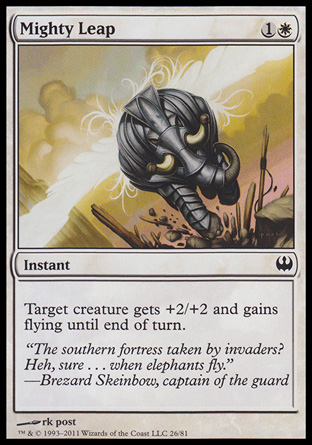 Mighty Leap 1
Instant
Target creature gets +2/+2 and gains
flying until end of turn.
"The southern fortress taken by invaders?
Heh, sure . . . when elephants fly."
—Brezard Skeinbow, captain of the guard
rk post
™ & © 1993–2011 Wizards of the Coast LLC 26/81